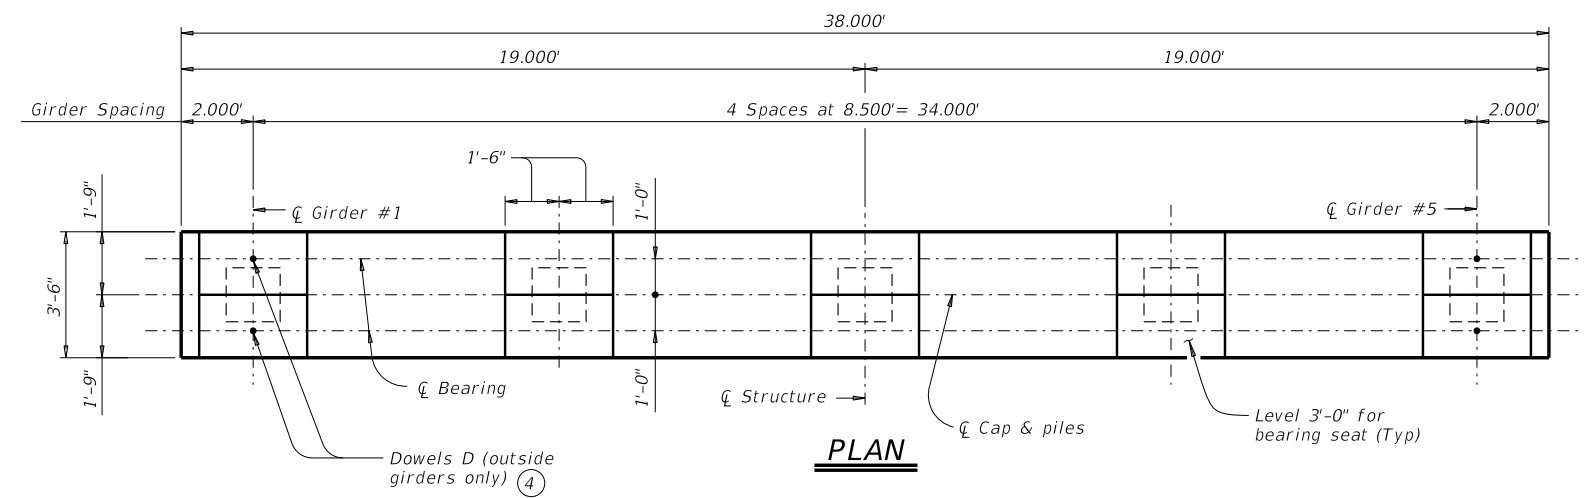 38.000'
19.000'
19.000'
Girder Spacing
2.000'
4 Spaces at 8.500'= 34.000'
2.000'
1'-6"
1'-9"
1'-0"
℄ Girder #1
℄ Girder #5
3'-6"
1'-9"
1'-0"
℄ Bearing
℄ Structure
℄ Cap & piles
Level 3'-0" for
bearing seat (Typ)
Dowels D (outside
girders only) 4
PLAN